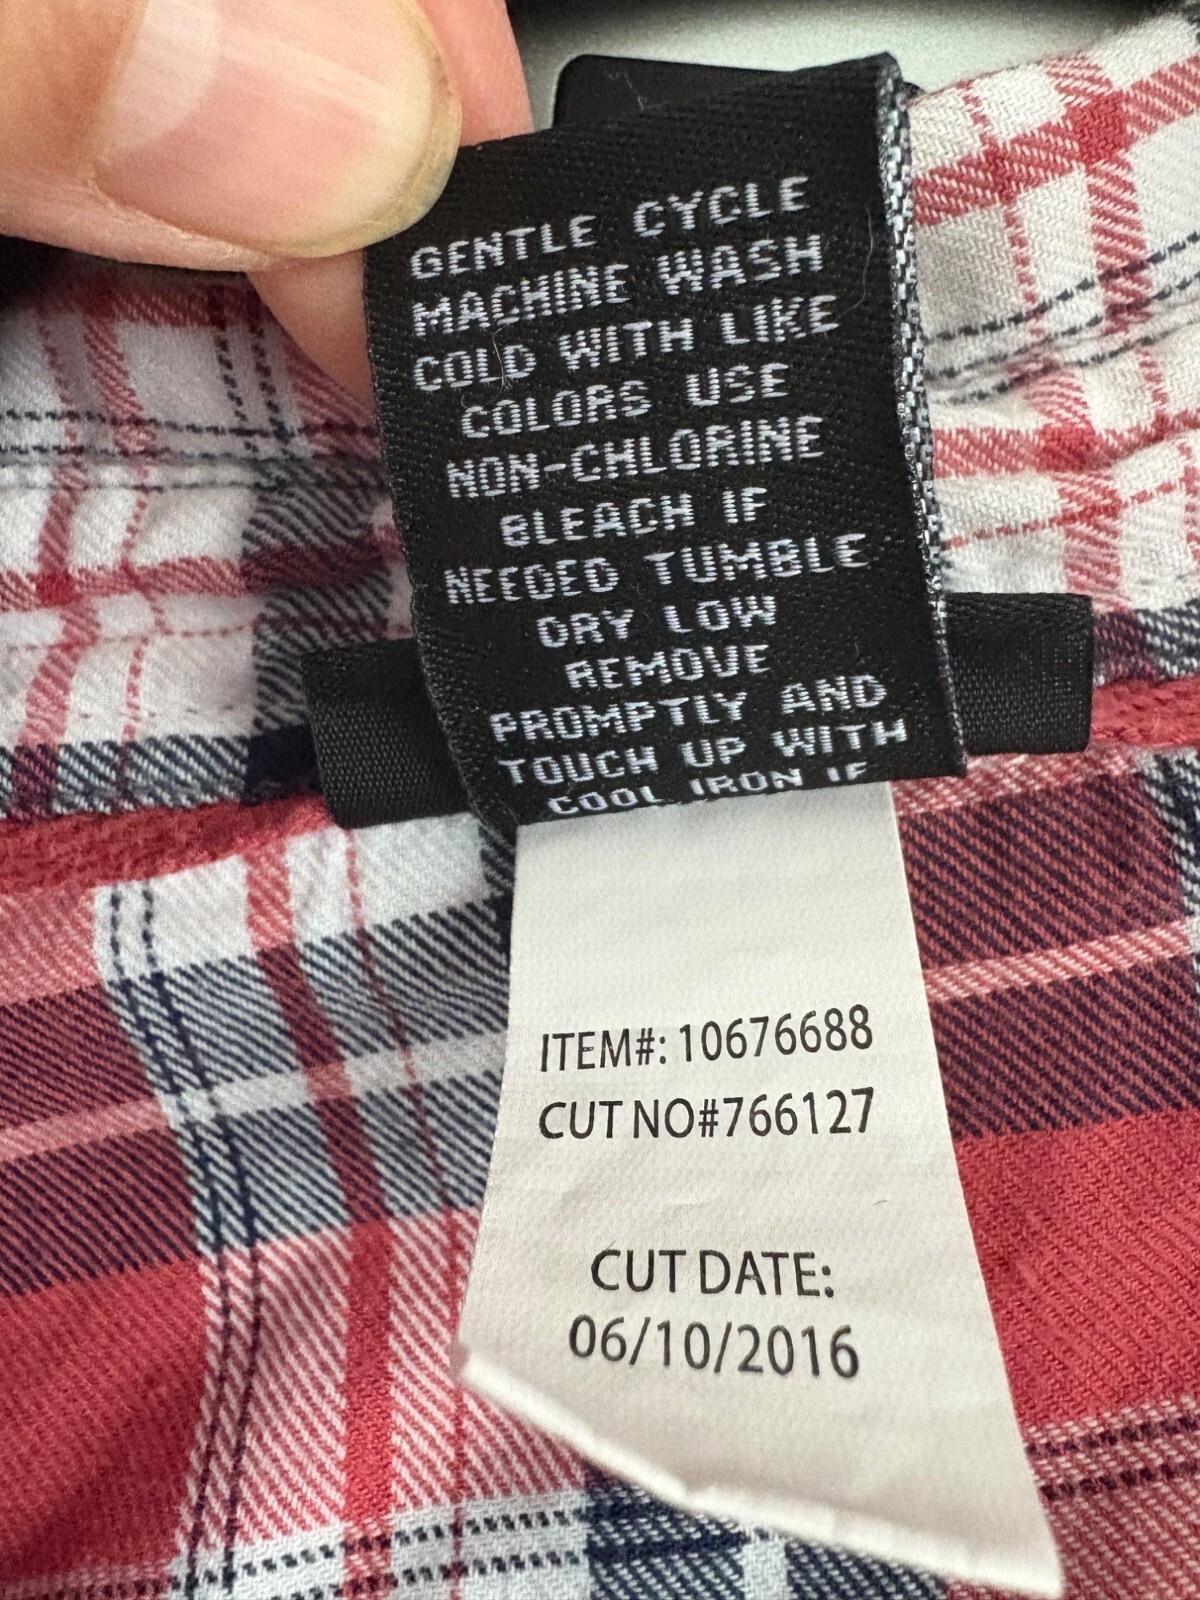 GENTLE CYCLE
MACHINE WASH
COLD WITH LIKE
COLORS USE
NON-CHLORINE
BLEACH IF
NEEDED TUMBLE
DRY LOW
REMOVE
PROMPTLY AND
TOUCH UP WITH
COOL IRON IF
ITEM#: 10676688
CUT NO#766127
CUT DATE:
06/10/2016